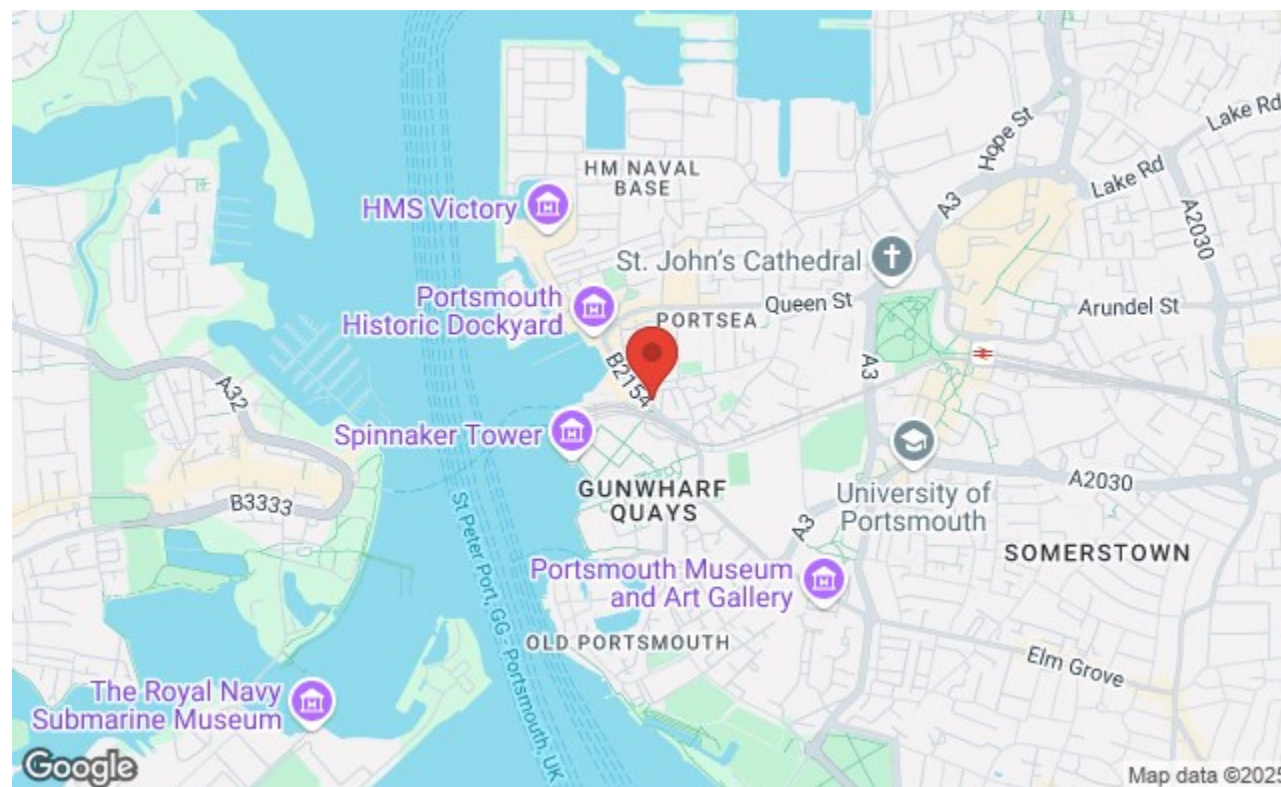 HM NAVAL
BASE
HMS Victory
Hope St
Lake Rd
Lake Rd
A3
A2030
St. John's Cathedral
Portsmouth
Historic Dockyard
Queen St
Arundel St
PORTSEA
B2154
A3
A32
Spinnaker Tower
B3333
GUNWHARF
QUAYS
A2030
University of
Portsmouth
A3
SOMERSTOWN
St Peter Port, GG - Portsmouth, UK
Portsmouth Museum
and Art Gallery
OLD PORTSMOUTH
Elm Grove
The Royal Navy
Submarine Museum
Google
Map data ©2025